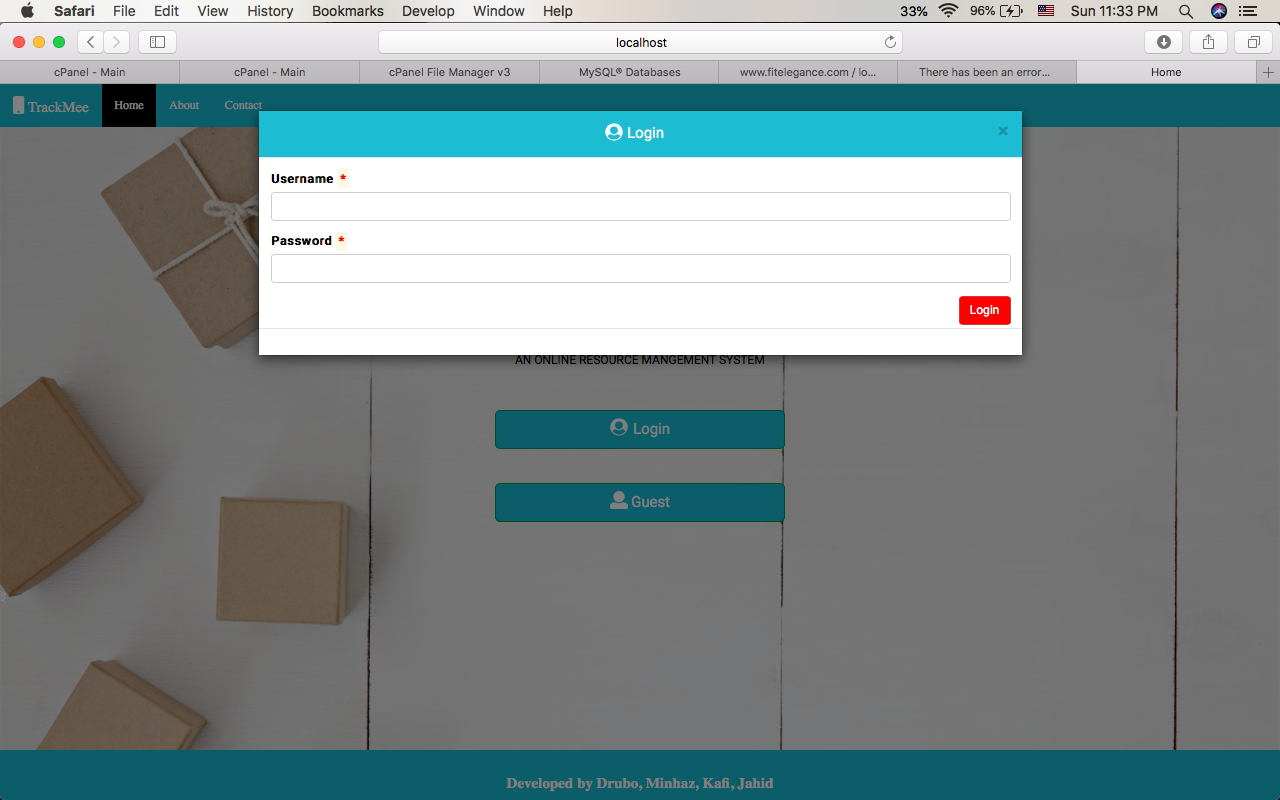 Safari File Edit View History Bookmarks Develop Window Help 33% 96% Sun 11:33 PM
localhost
cPanel - Main cPanel - Main cPanel File Manager v3 MySQL® Databases www.fitelegance.com / lo... There has been an error... Home
TrackMee Home About Contact
Login ×
Username *
Password *
Login
AN ONLINE RESOURCE MANGEMENT SYSTEM
Login
Guest
Developed by Drubo, Minhaz, Kafi, Jahid